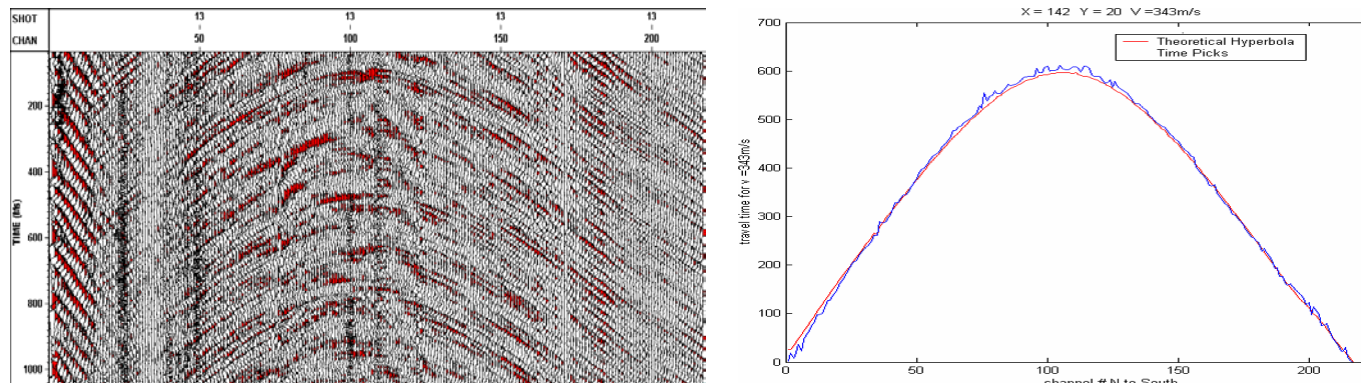 SHOT 13 13 13 13
CHAN 50 100 150 200
TIME (ms)
200
400
600
800
1000
X = 142 Y = 20 V =343m/s
Theoretical Hyperbola
Time Picks
travel time for v =343m/s
700
600
500
400
300
200
100
0
0 50 100 150 200
channel # N to South